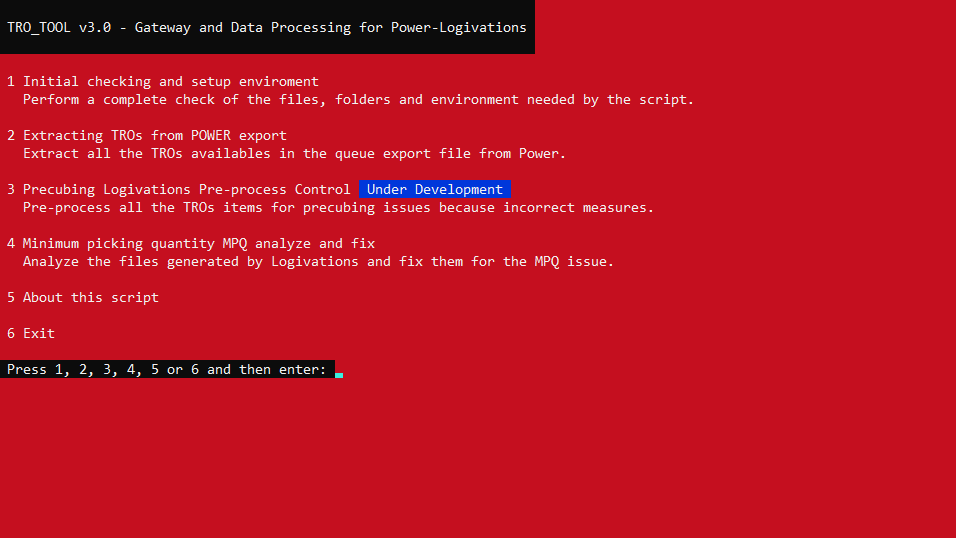 TRO_TOOL v3.0 - Gateway and Data Processing for Power-Logivations
1 Initial checking and setup enviroment
Perform a complete check of the files, folders and environment needed by the script.
2 Extracting TROs from POWER export
Extract all the TROs availables in the queue export file from Power.
3 Precubing Logivations Pre-process Control Under Development
Pre-process all the TROs items for precubing issues because incorrect measures.
4 Minimum picking quantity MPQ analyze and fix
Analyze the files generated by Logivations and fix them for the MPQ issue.
5 About this script
6 Exit
Press 1, 2, 3, 4, 5 or 6 and then enter: